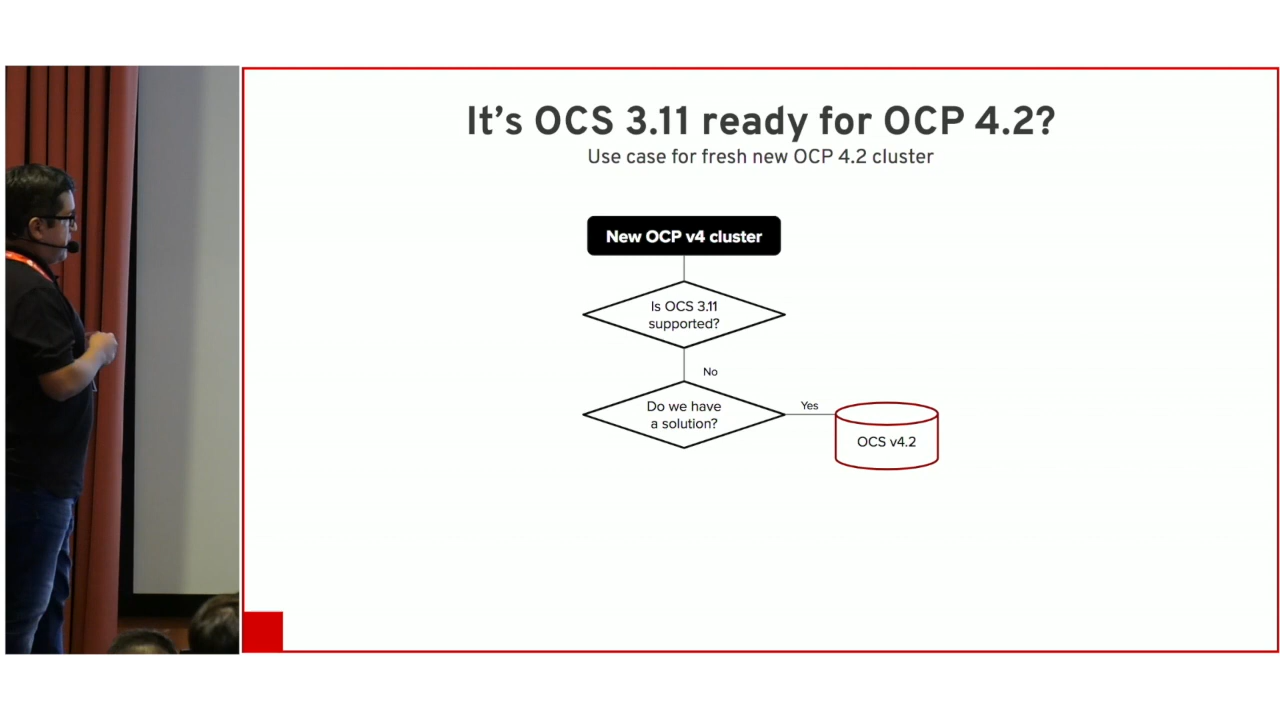 It's OCS 3.11 ready for OCP 4.2?
Use case for fresh new OCP 4.2 cluster
New OCP v4 cluster
Is OCS 3.11
supported?
No
Do we have
a solution?
Yes
OCS v4.2